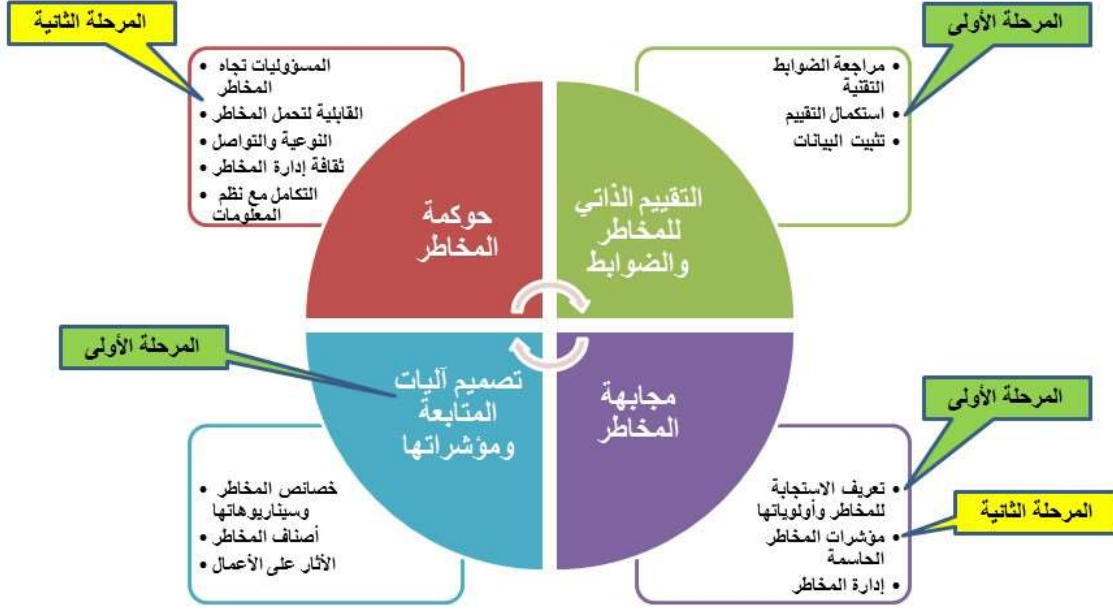 المرحلة الأولى
مراجعة الضوابط
التقنية
استكمال التقييم
تثبيت البيانات
التقييم الذاتي
للمخاطر
والضوابط
المرحلة الثانية
المسؤوليات تجاه
المخاطر
القابلية لتحمل المخاطر
النوعية والتواصل
ثقافة إدارة المخاطر
التكامل مع نظم
المعلومات
حوكمة
المخاطر
المرحلة الأولى
مجابهة
المخاطر
تعريف الاستجابة
للمخاطر وأولوياتها
المرحلة الثانية
مؤشرات المخاطر
الحاسمة
إدارة المخاطر
المرحلة الأولى
تصميم آليات
المتابعة
ومؤشراتها
خصائص المخاطر
وسيناريوهاتها
أصناف المخاطر
الأثار على الأعمال